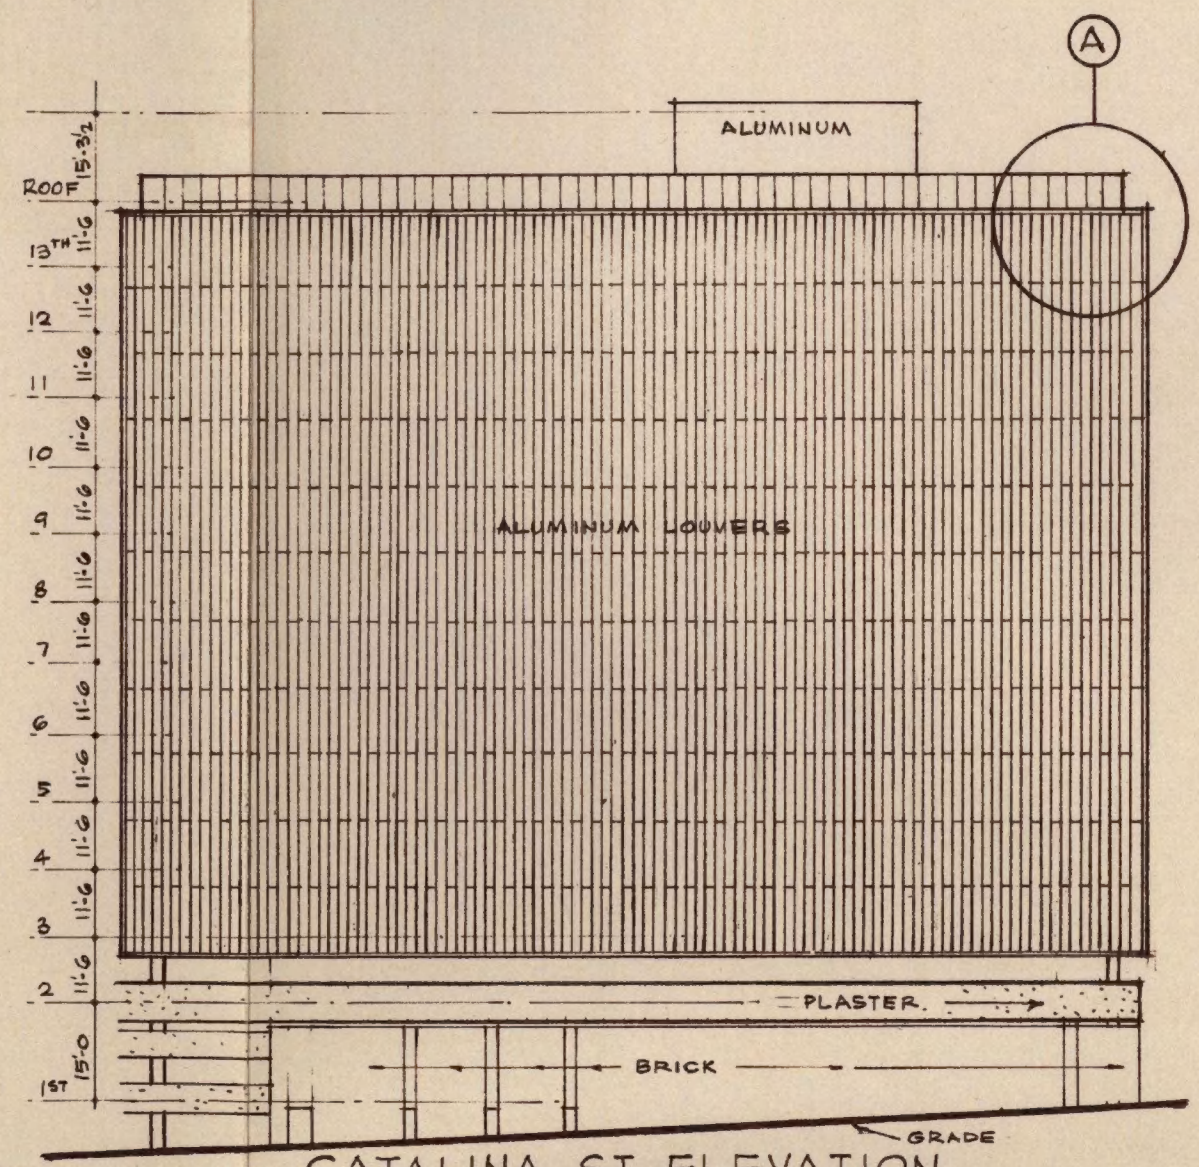 A
ALUMINUM
15'-3½
ROOF
11'-6
13TH
11'-6
12
11'-6
11
11'-6
10
11'-6
9
11'-6
8
11'-6
7
11'-6
6
11'-6
5
11'-6
4
11'-6
3
11'-6
2
15'-0
1ST
ALUMINUM LOUVERS
PLASTER
BRICK
GRADE
CATALINA ST ELEVATION